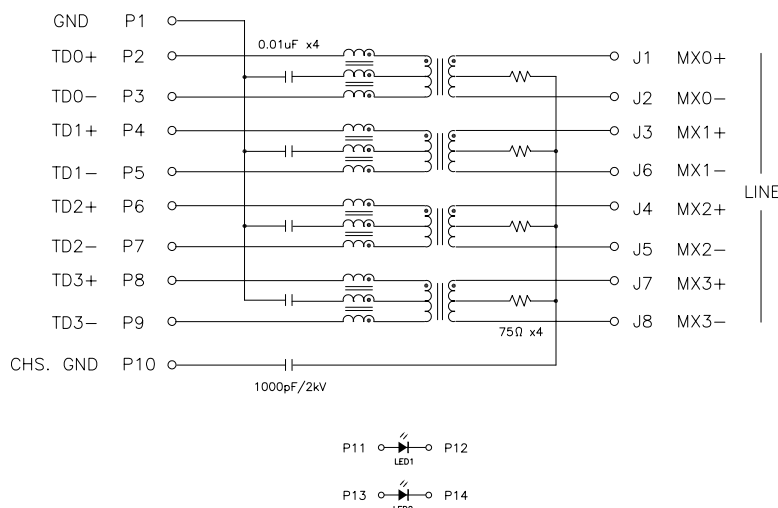 GND P1
0.01uF x4
TD0+ P2 J1 MX0+
TD0- P3 J2 MX0-
TD1+ P4 J3 MX1+
TD1- P5 J6 MX1-
LINE
TD2+ P6 J4 MX2+
TD2- P7 J5 MX2-
TD3+ P8 J7 MX3+
TD3- P9 J8 MX3-
75Ω x4
CHS. GND P10
1000pF/2kV
P11 P12
LED1
P13 P14